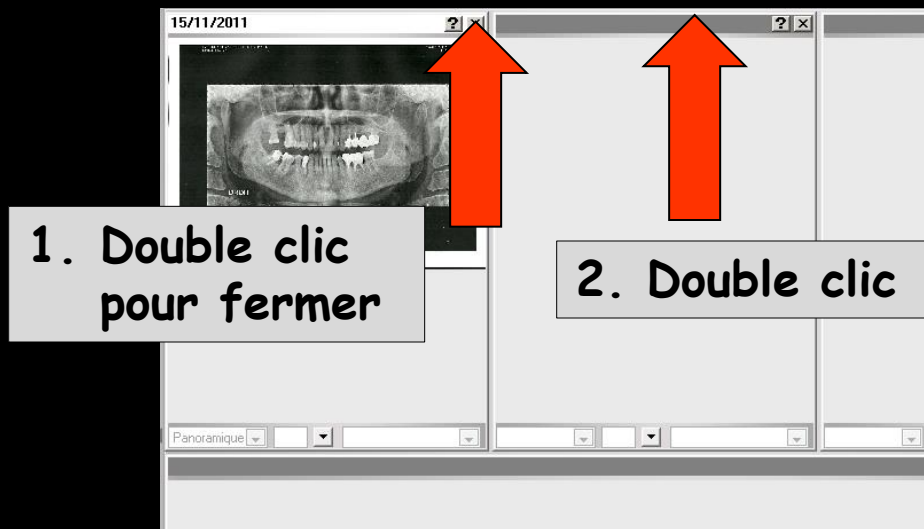 15/11/2011
1. Double clic
pour fermer
2. Double clic
Panoramique